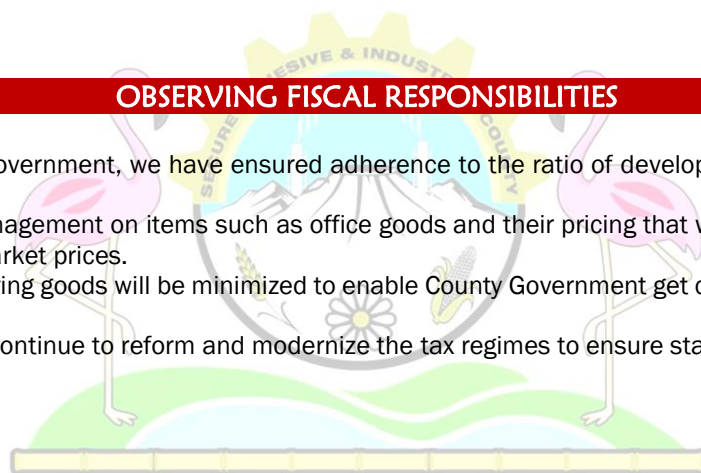 OBSERVING FISCAL RESPONSIBILITIES
overnment, we have ensured adherence to the ratio of develop
nagement on items such as office goods and their pricing that
arket prices.
ing goods will be minimized to enable County Government get
ontinue to reform and modernize the tax regimes to ensure sta